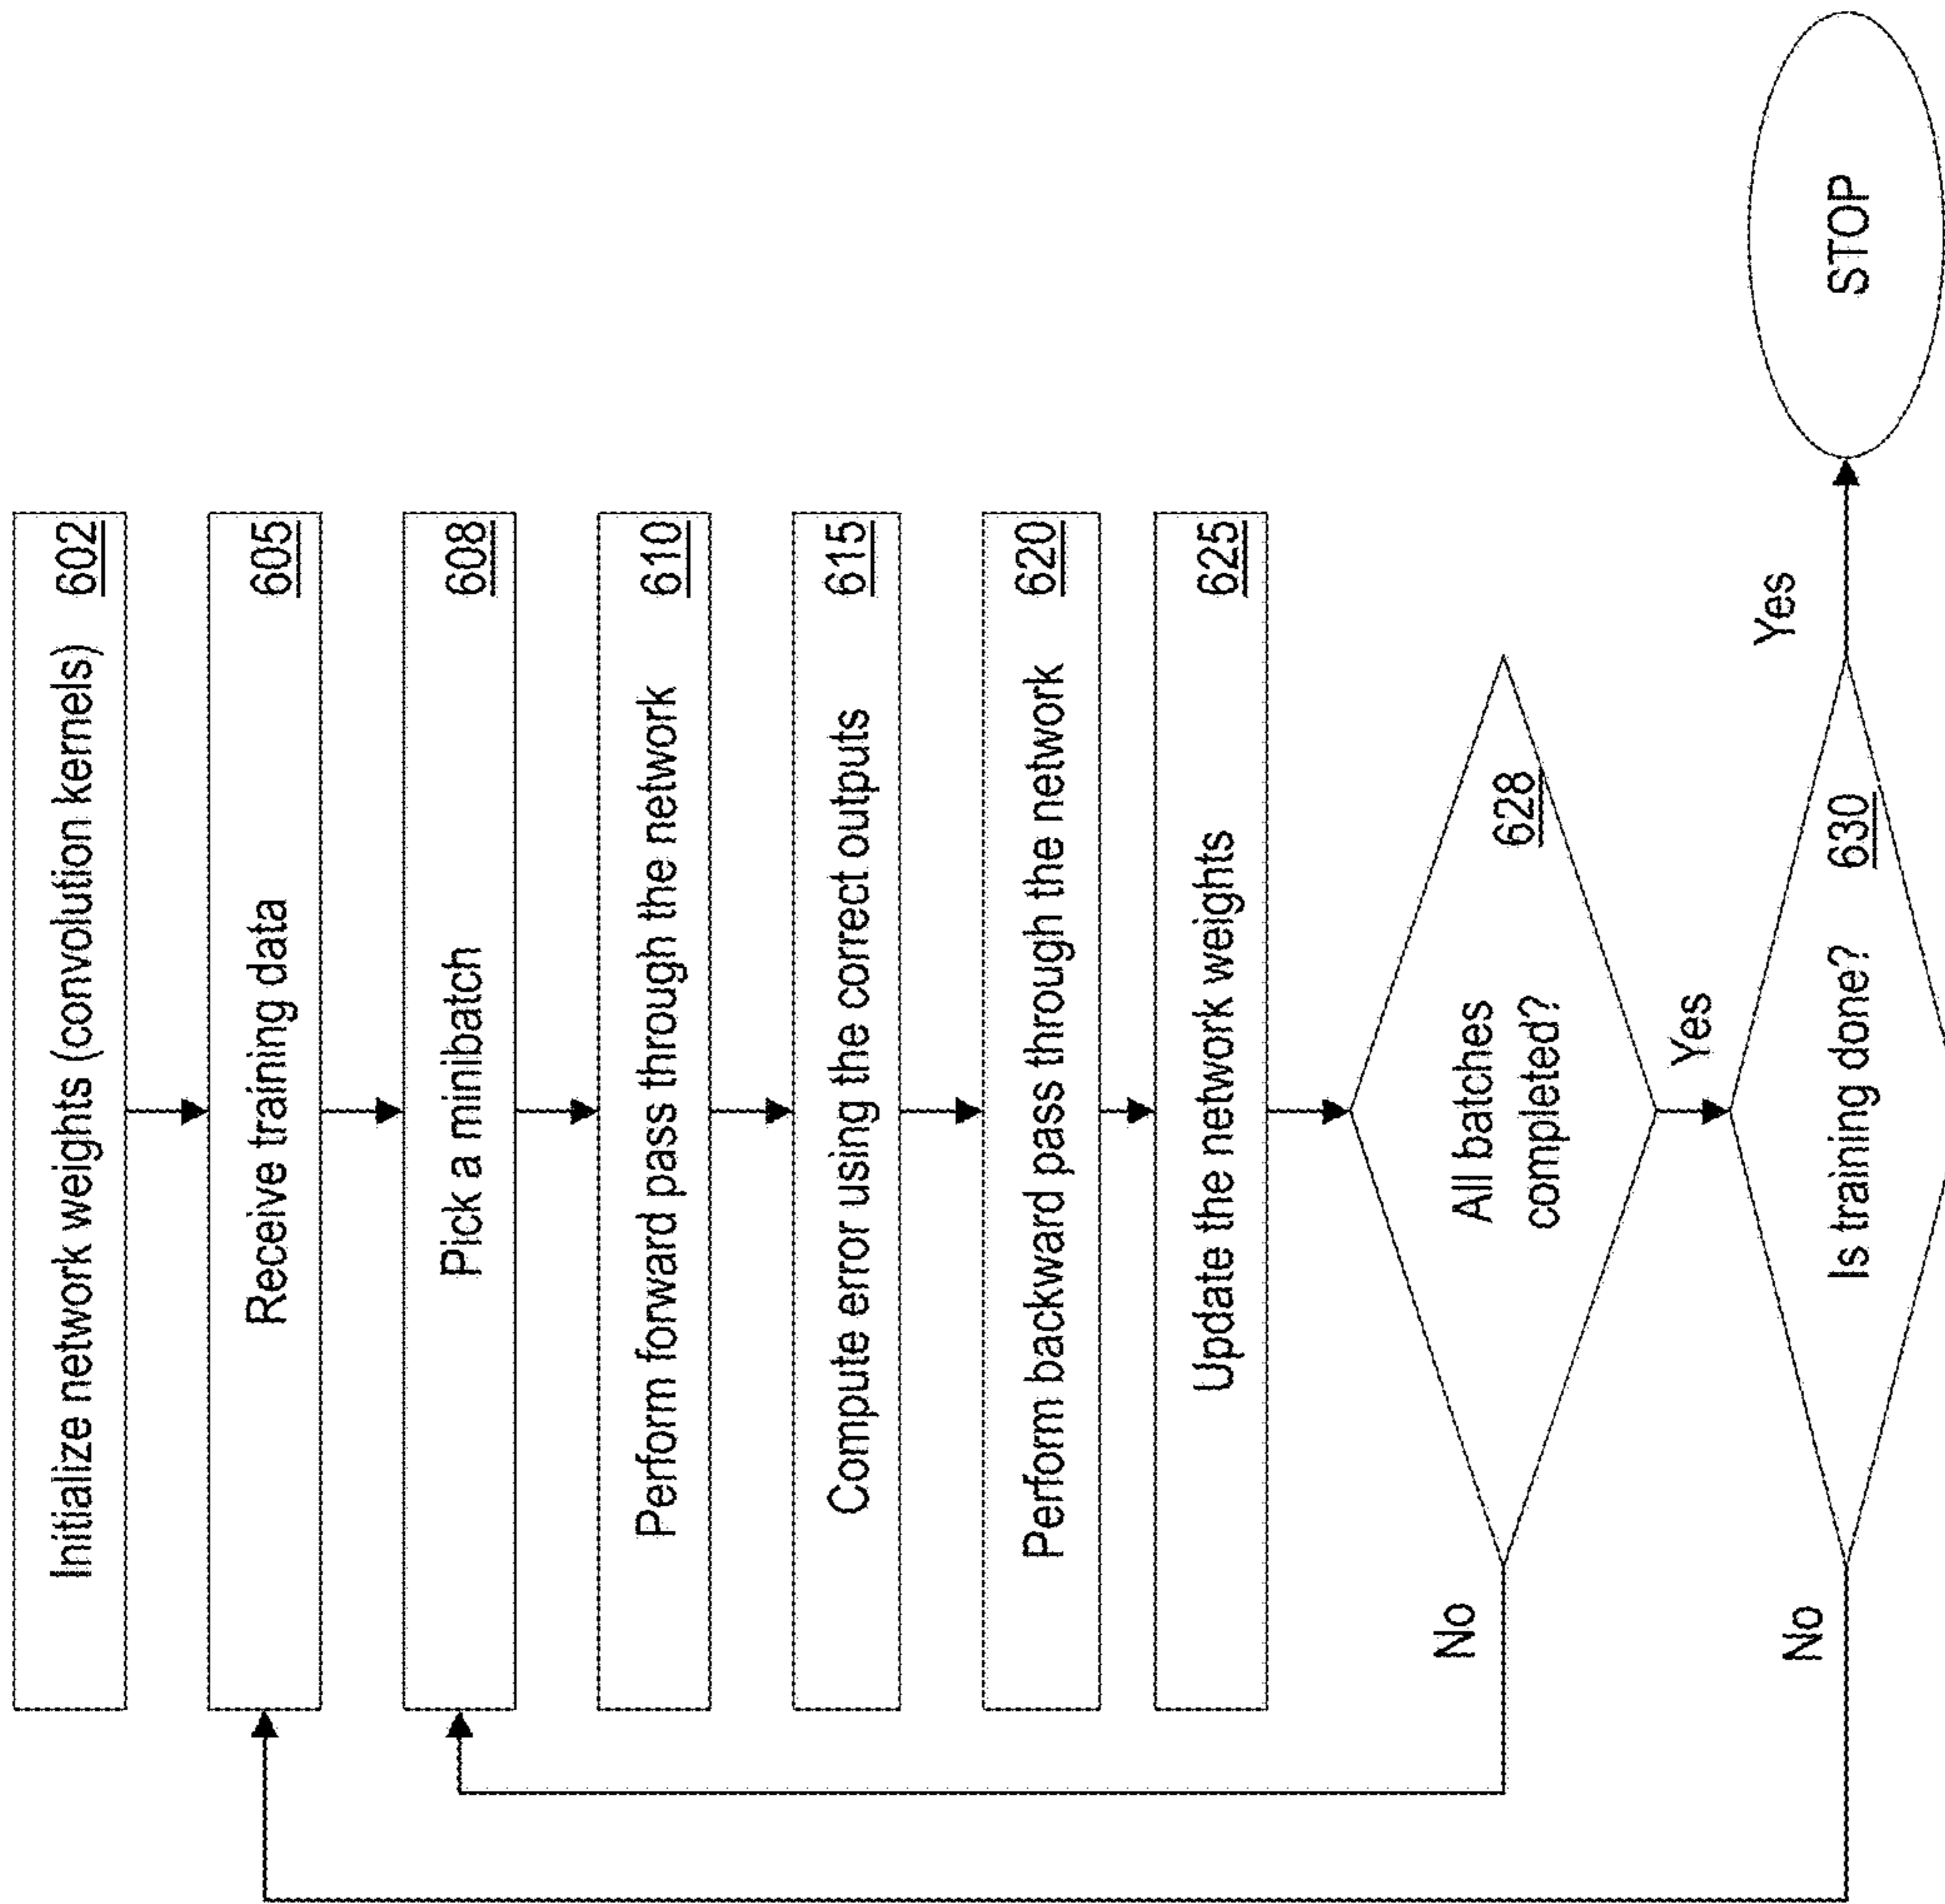 Initialize network weights (convolution kernels) 602
Receive training data 605
Pick a minibatch 608
Perform forward pass through the network 610
Compute error using the correct outputs 615
Perform backward pass through the network 620
Update the network weights 625
All batches
completed?
628
No
Yes
Is training done? 630
No
Yes
STOP